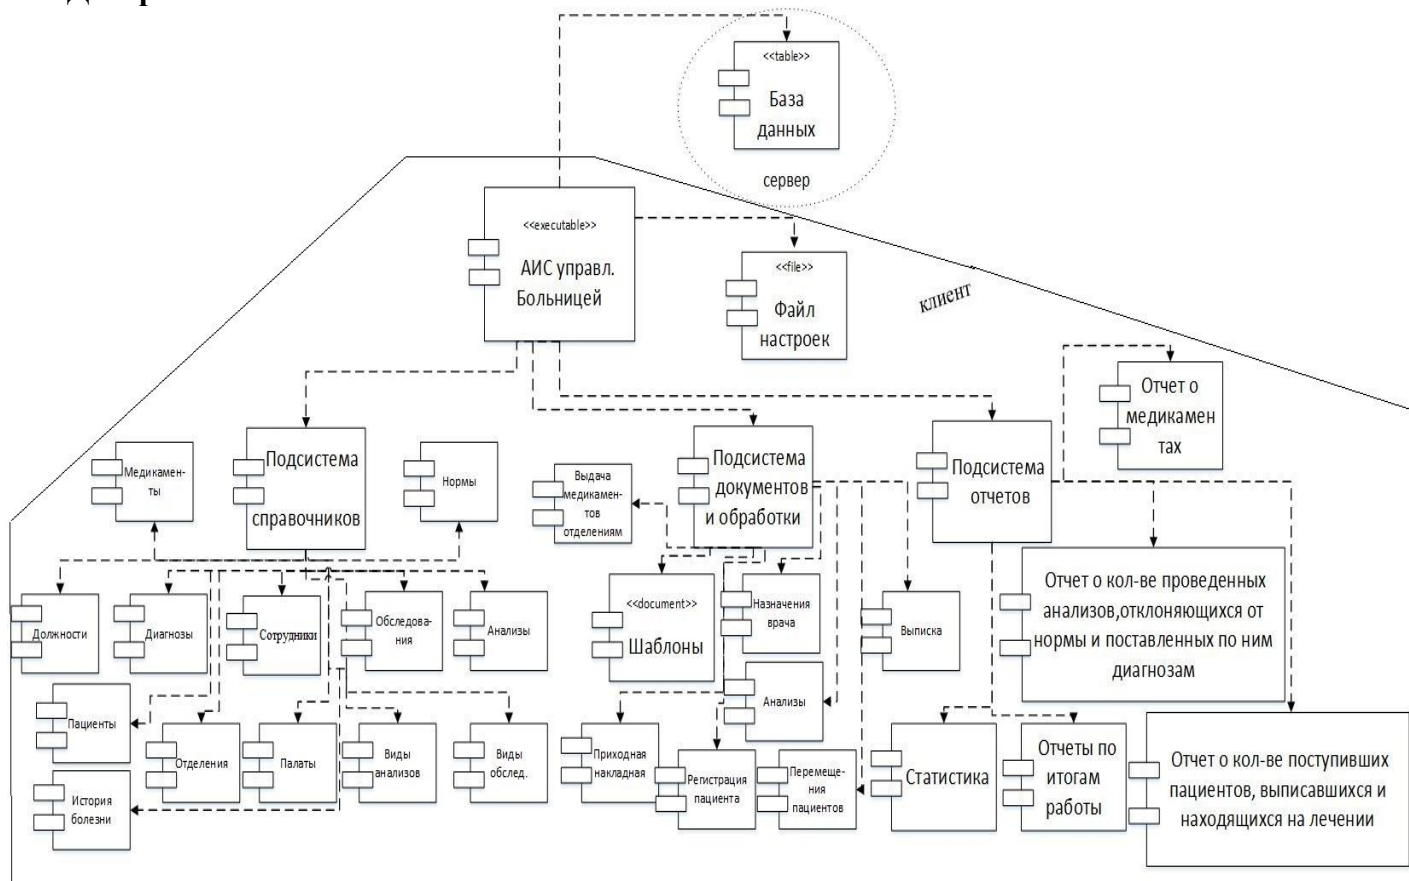 <<table>>
База
данных
сервер
<<executable>>
АИС управл.
Больницей
<<file>>
Файл
настроек
клиент
Отчет о
медикамен
тах
Медикамен-
ты
Подсистема
справочников
Нормы
Выдача
медикамен-
тов
отделениям
Подсистема
документов
и обработки
Подсистема
отчетов
Должности
Диагнозы
Сотрудники
Обследова-
ния
Анализы
<<document>>
Шаблоны
Назначения
врача
Выписка
Отчет о кол-ве проведенных
анализов,отклоняющихся от
нормы и поставленных по ним
диагнозам
Пациенты
Отделения
Палаты
Виды
анализов
Виды
обслед.
Анализы
Приходная
накладная
Регистрация
пациента
Перемеще-
ния
пациентов
Статистика
Отчеты по
итогам
работы
Отчет о кол-ве поступивших
пациентов, выписавшихся и
находящихся на лечении
История
болезни